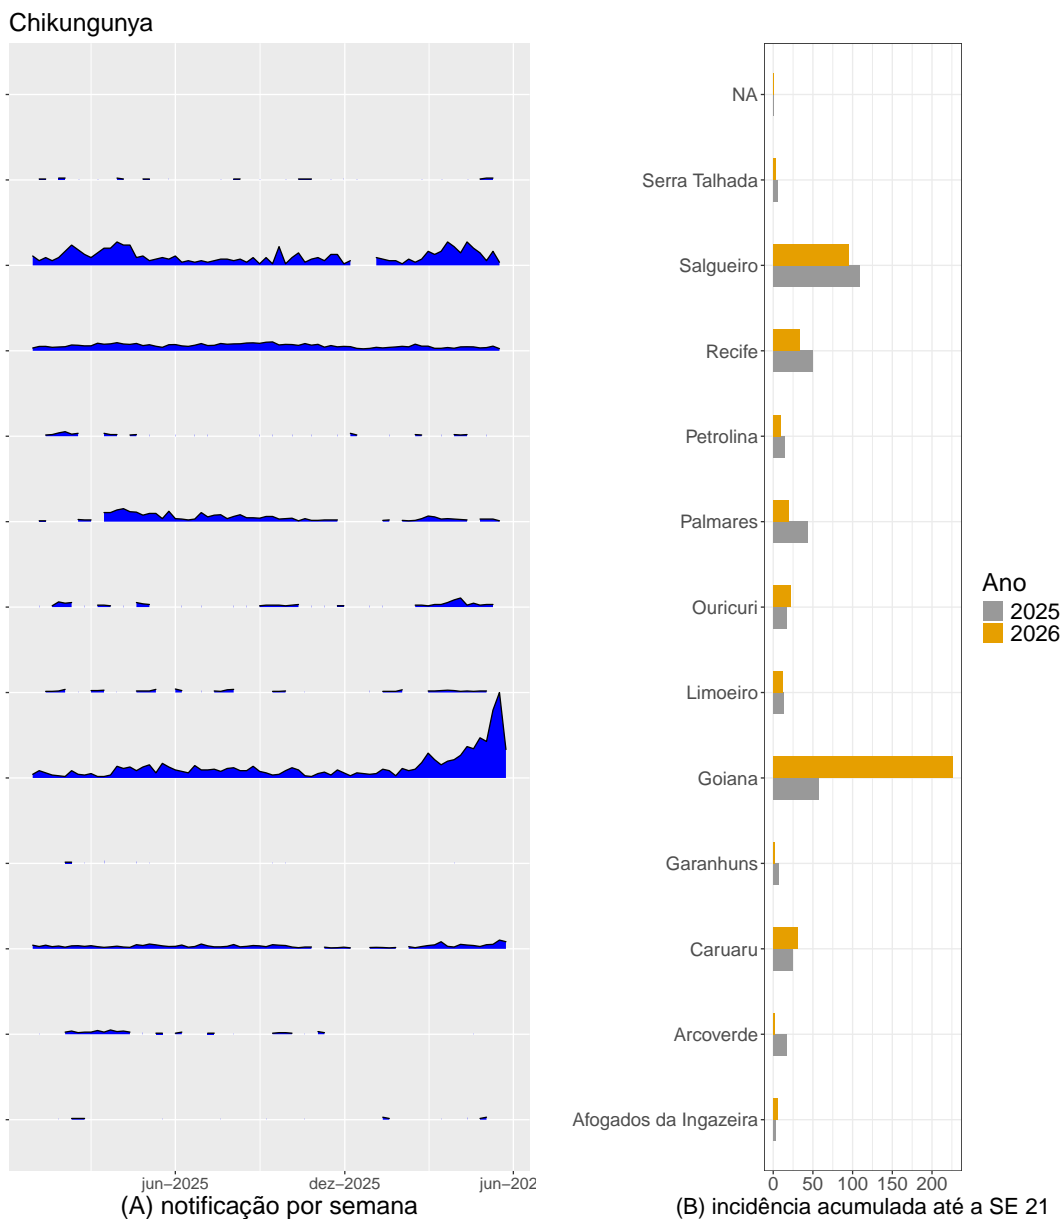 Chikungunya
NA
Serra Talhada
Salgueiro
Recife
Petrolina
Palmares
Ouricuri
Limoeiro
Goiana
Garanhuns
Caruaru
Arcoverde
Afogados da Ingazeira
jun–2025
dez–2025
jun–202
(A) notificação por semana
0 50 100 150 200
(B) incidência acumulada até a SE 21
Ano
2025
2026